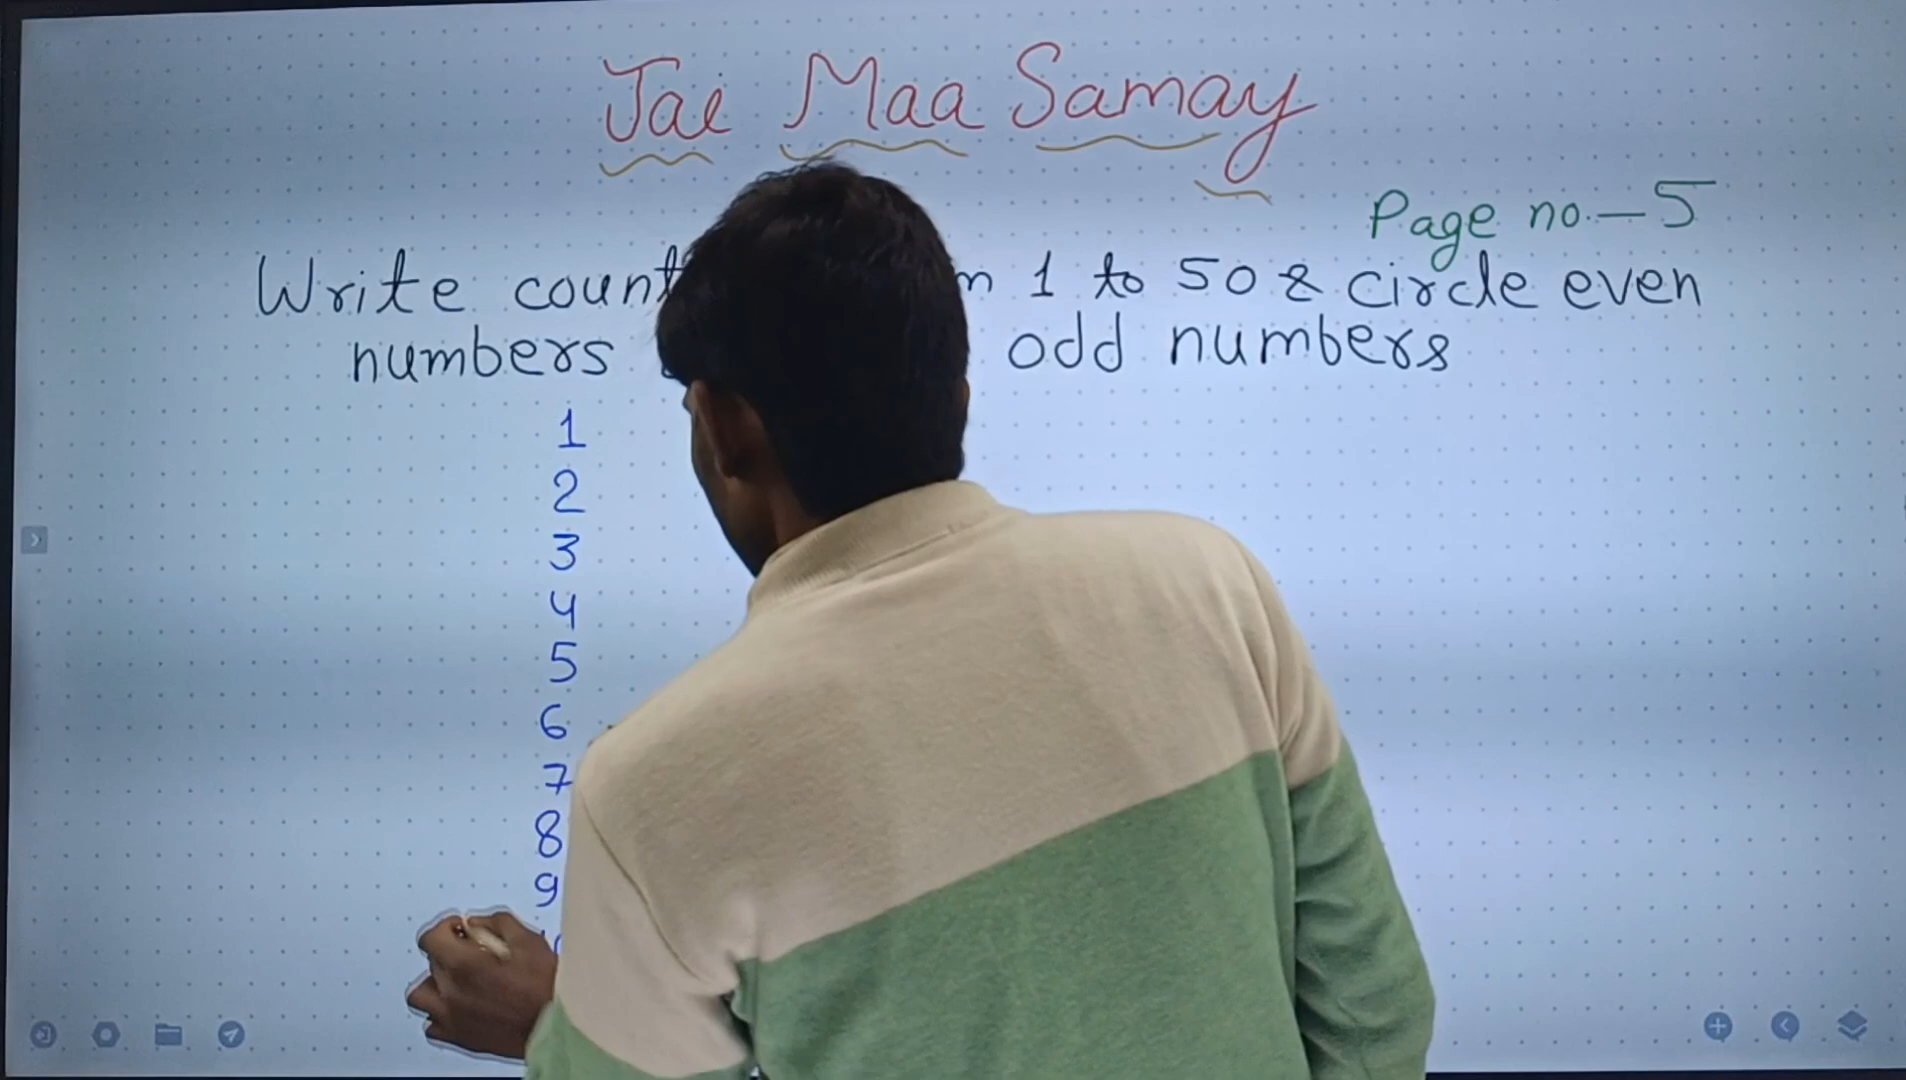 Jai Maa Samay
Page no.—5
Write 1 to 50 & circle even
numbers odd numbers
1
2
3
4
5
6
7
8
9